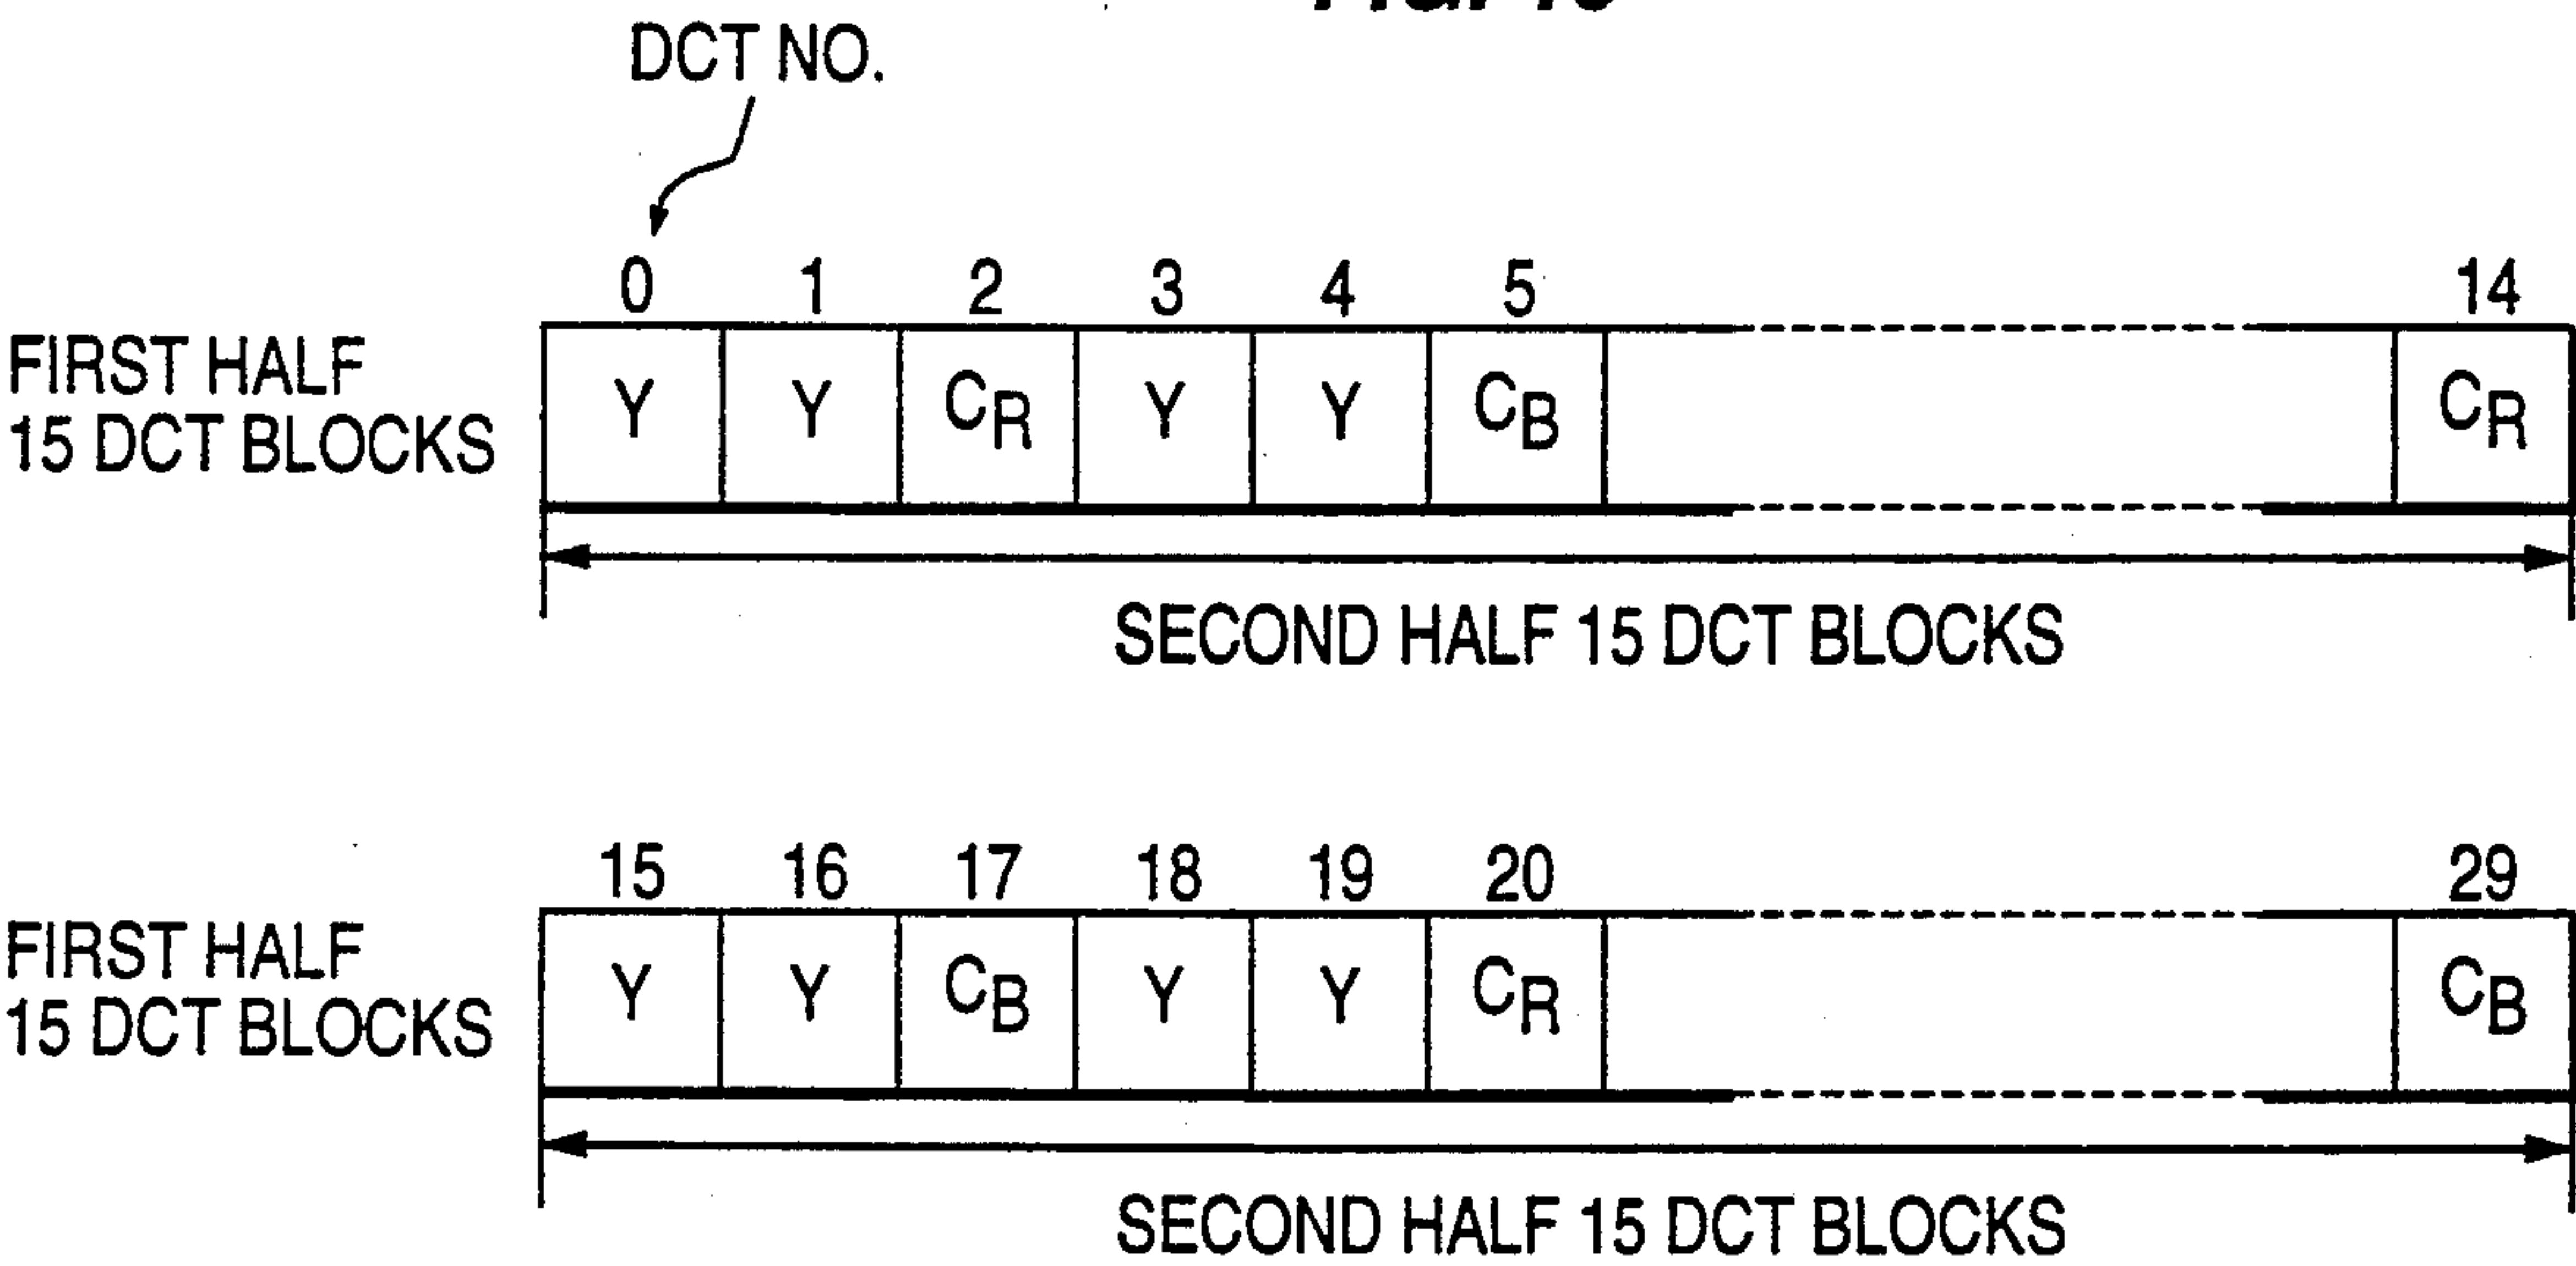 DCT NO.
0 1 2 3 4 5 14
FIRST HALF
15 DCT BLOCKS
Y Y CR Y Y CB CR
SECOND HALF 15 DCT BLOCKS
15 16 17 18 19 20 29
FIRST HALF
15 DCT BLOCKS
Y Y CB Y Y CR CB
SECOND HALF 15 DCT BLOCKS